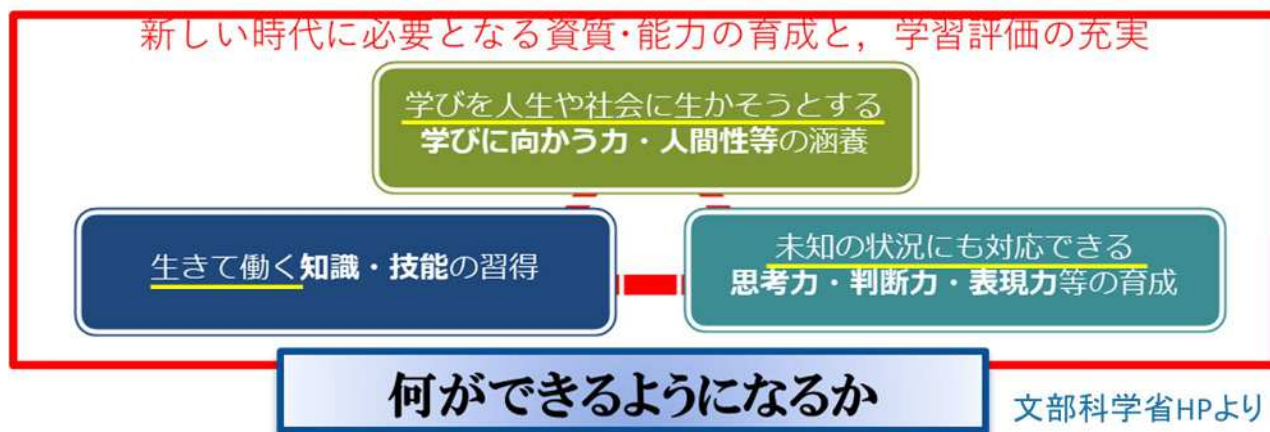 新しい時代に必要となる資質・能力の育成と，学習評価の充実
学びを人生や社会に生かそうとする
学びに向かう力・人間性等の涵養
生きて働く知識・技能の習得
未知の状況にも対応できる
思考力・判断力・表現力等の育成
何ができるようになるか
文部科学省HPより